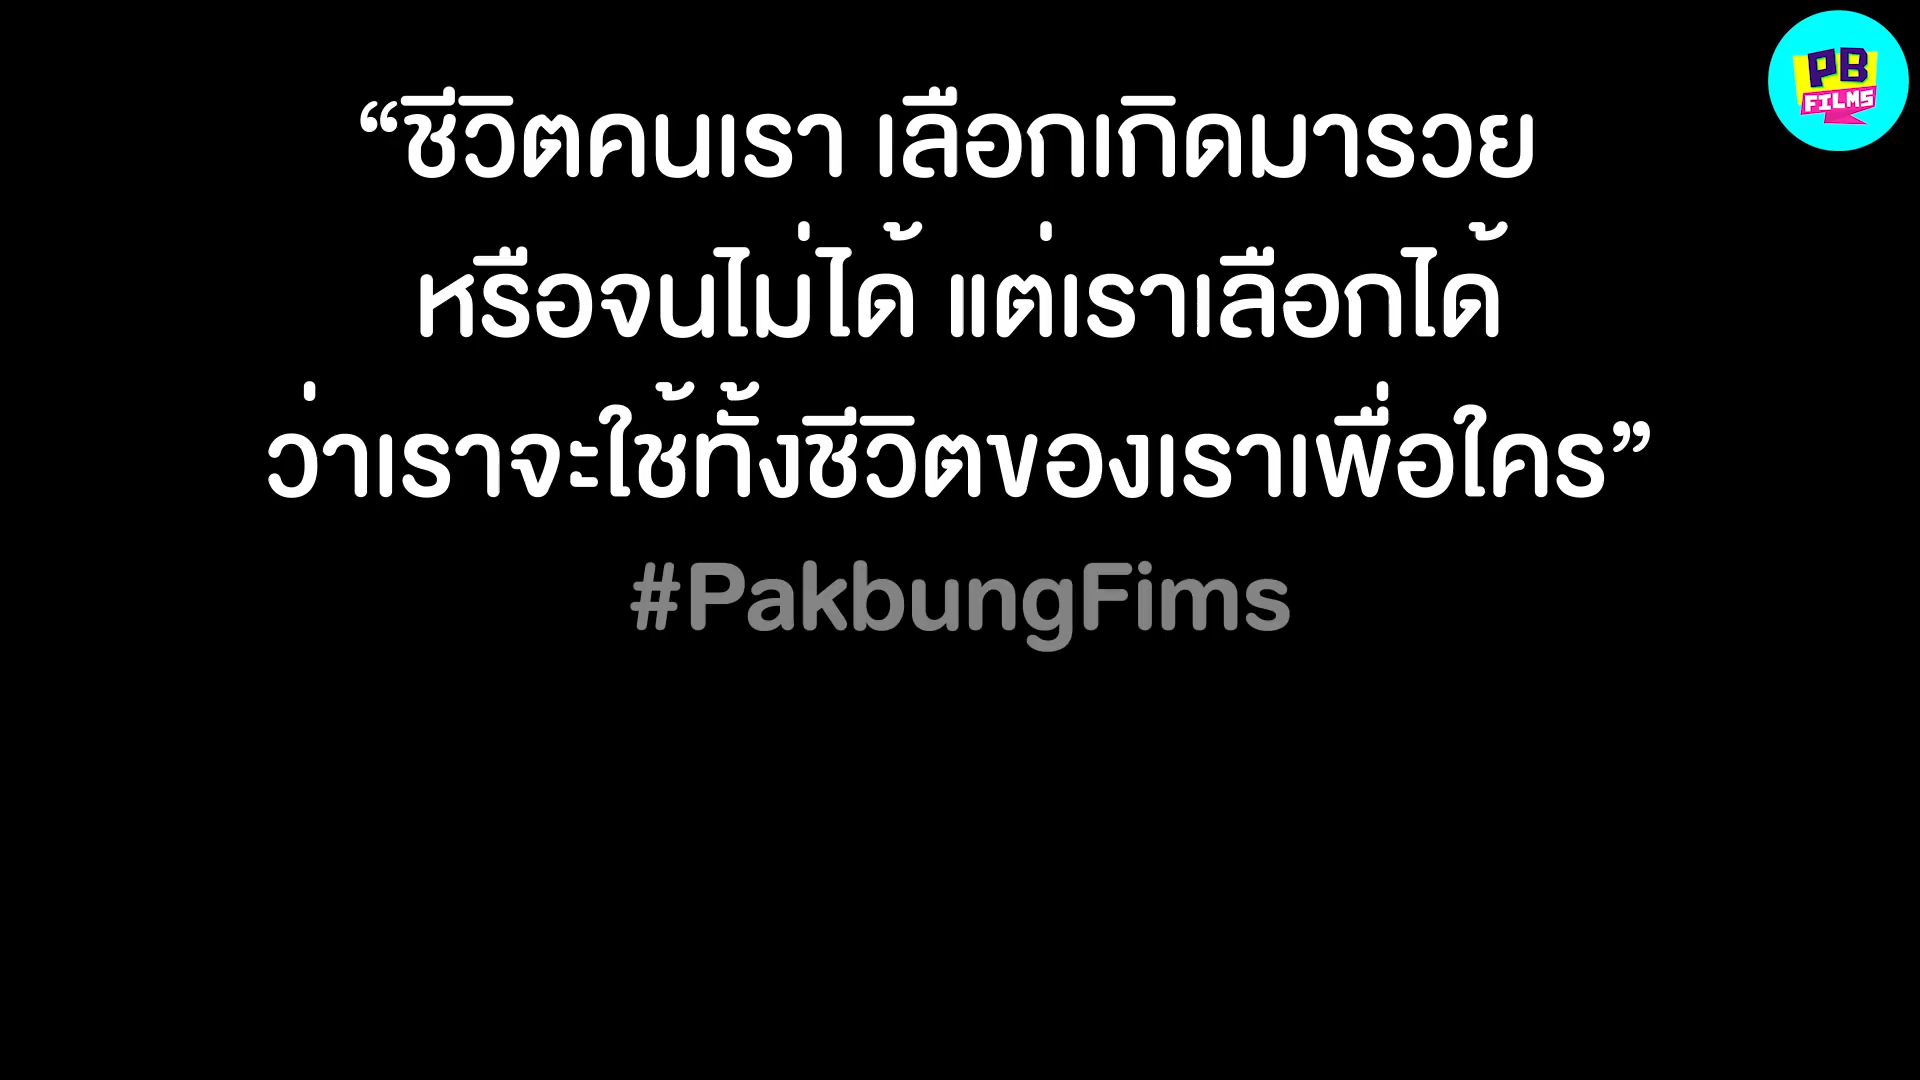 “ชีวิตคนเรา เลือกเกิดมารวย
หรือจนไม่ได้ แต่เราเลือกได้
ว่าเราจะใช้ทั้งชีวิตของเราเพื่อใคร”
#PakbungFims
PB
FILMS